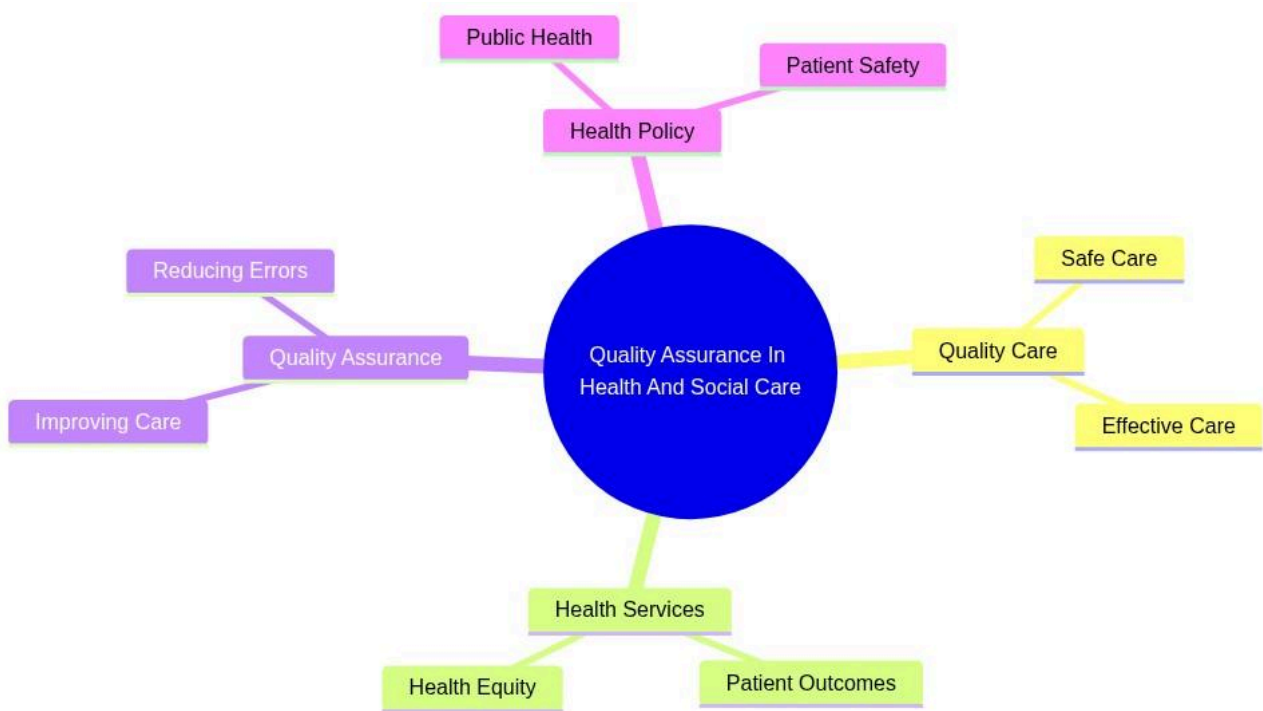 Public Health
Patient Safety
Health Policy
Reducing Errors
Safe Care
Quality Assurance
Quality Assurance In
Health And Social Care
Quality Care
Improving Care
Effective Care
Health Services
Health Equity
Patient Outcomes